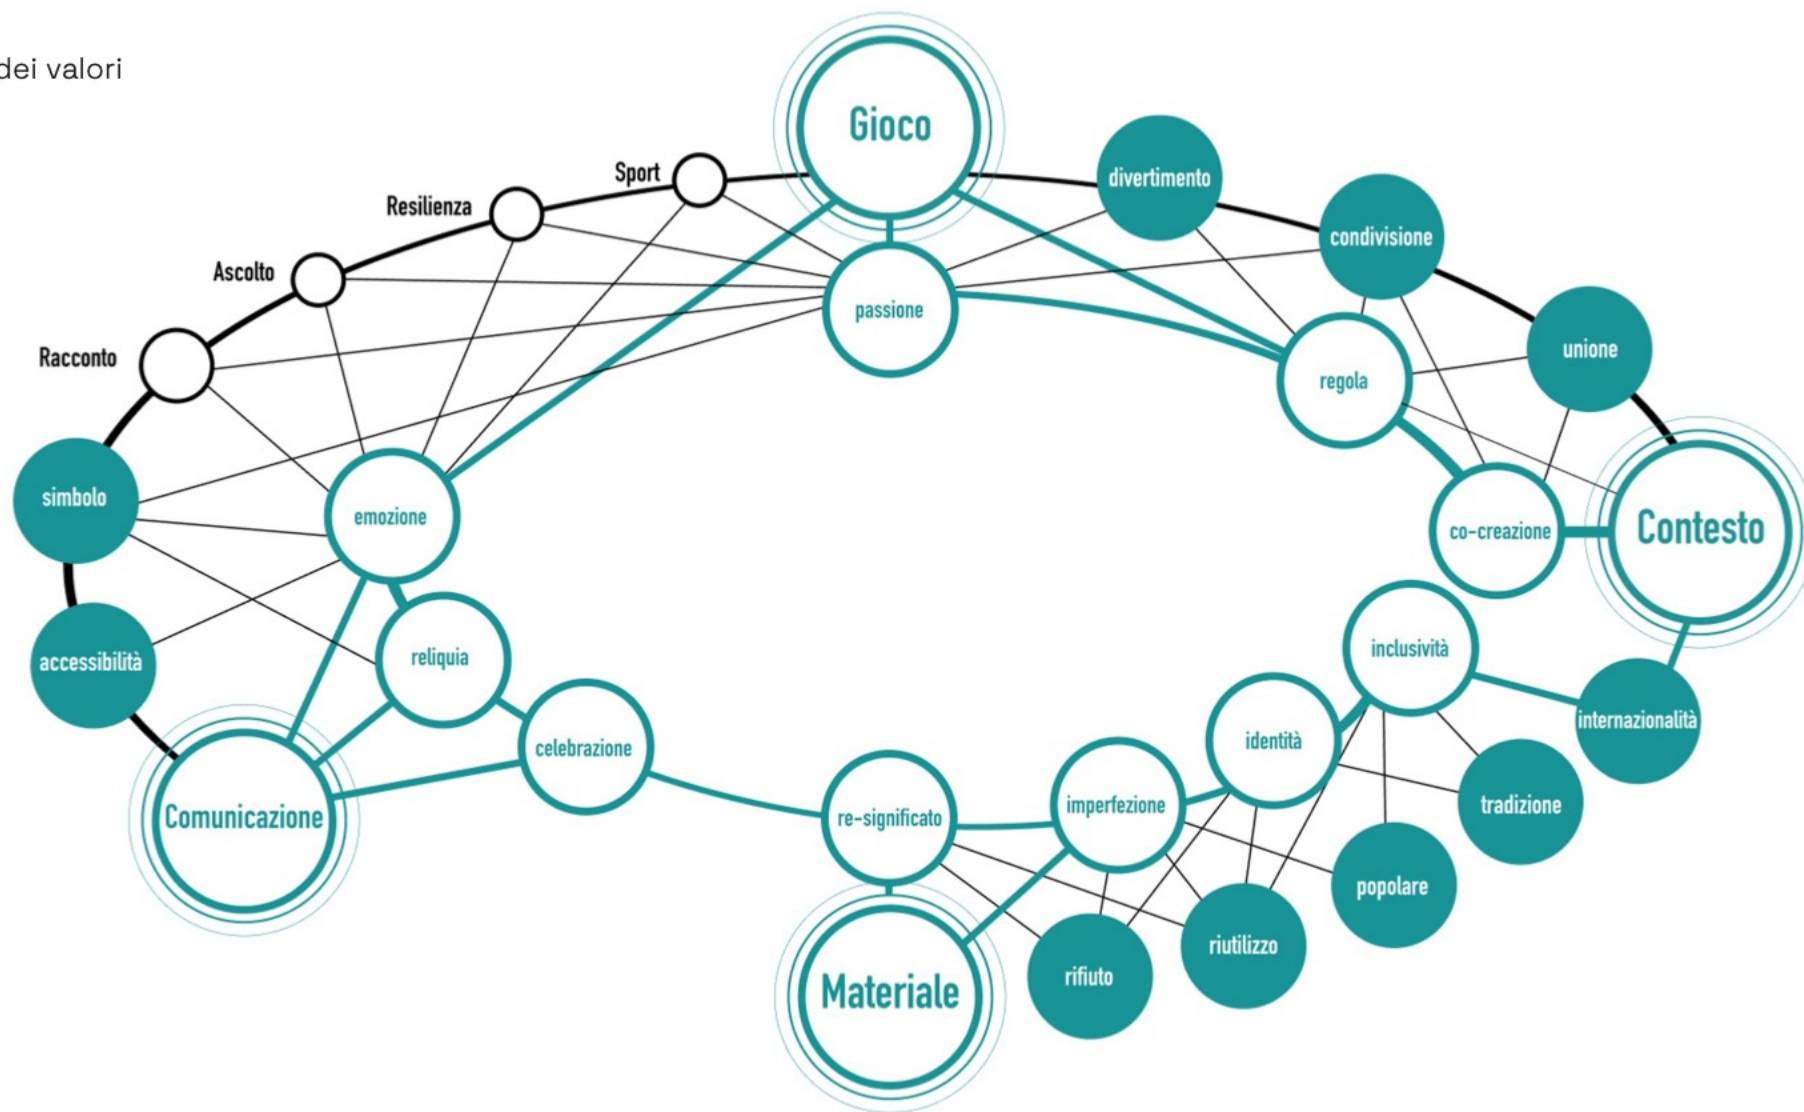 dei valori
Gioco
Sport
divertimento
Resilienza
condivisione
Ascolto
passione
Racconto
unione
regola
simbolo
emozione
co-creazione
Contesto
accessibilità
reliquia
inclusività
internazionalità
celebrazione
identità
Comunicazione
re-significato
imperfezione
tradizione
popolare
riutilizzo
rifiuto
Materiale